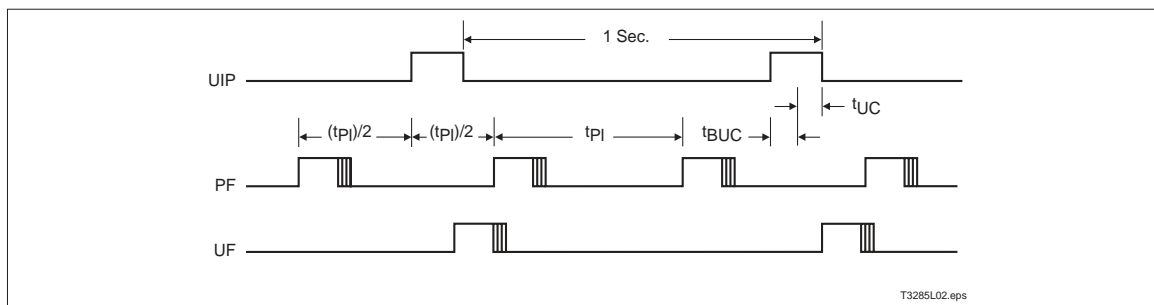 1 Sec.
UIP
tUC
(tPI)/2
(tPI)/2
tPI
tBUC
PF
UF
T3285L02.eps